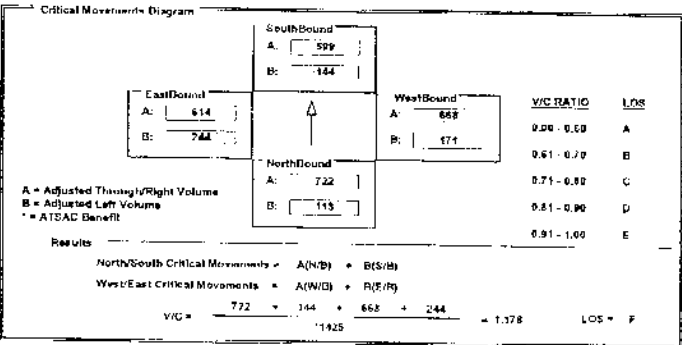 Critical Movements Diagram
SouthBound
A: 599
B: 144
EastBound
A: 614
B: 244
WestBound
A: 668
B: 171
NorthBound
A: 722
B: 113
V/C RATIO LOS
0.00 - 0.60 A
0.61 - 0.70 B
0.71 - 0.80 C
0.81 - 0.90 D
0.91 - 1.00 E
A = Adjusted Through/Right Volume
B = Adjusted Left Volume
* = ATSAC Benefit
Results
North/South Critical Movements = A(N/B) + B(S/B)
West/East Critical Movements = A(W/B) + B(E/B)
V/C = 722 + 144 + 668 + 244 = LOS = F
*1425